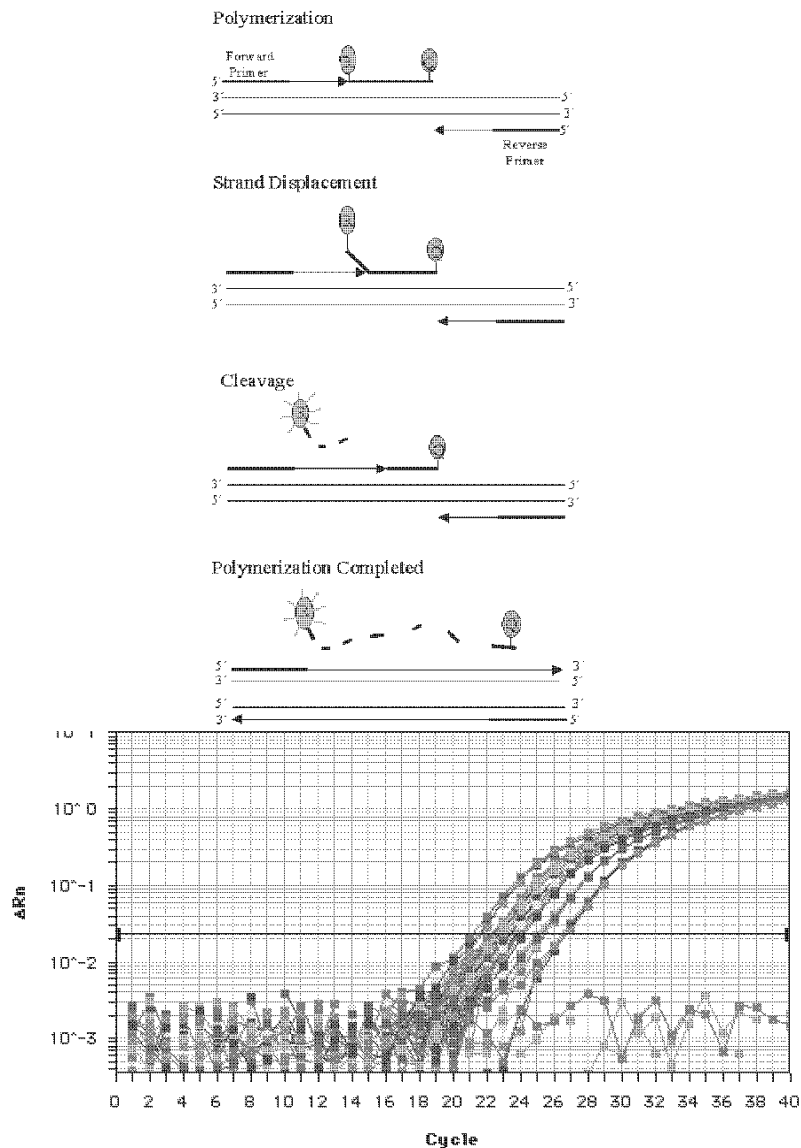 Polymerization
Forward
Primer
5´
3´ 5´
5´ 3´
5´
Reverse
Primer
Strand Displacement
3´ 5´
5´ 3´
Cleavage
3´ 5´
5´ 3´
Polymerization Completed
5´ 3´
3´ 5´
5´ 3´
3´ 5´
10^0
10^-1
10^-2
10^-3
ΔRn
0 2 4 6 8 10 12 14 16 18 20 22 24 26 28 30 32 34 36 38 40
Cycle